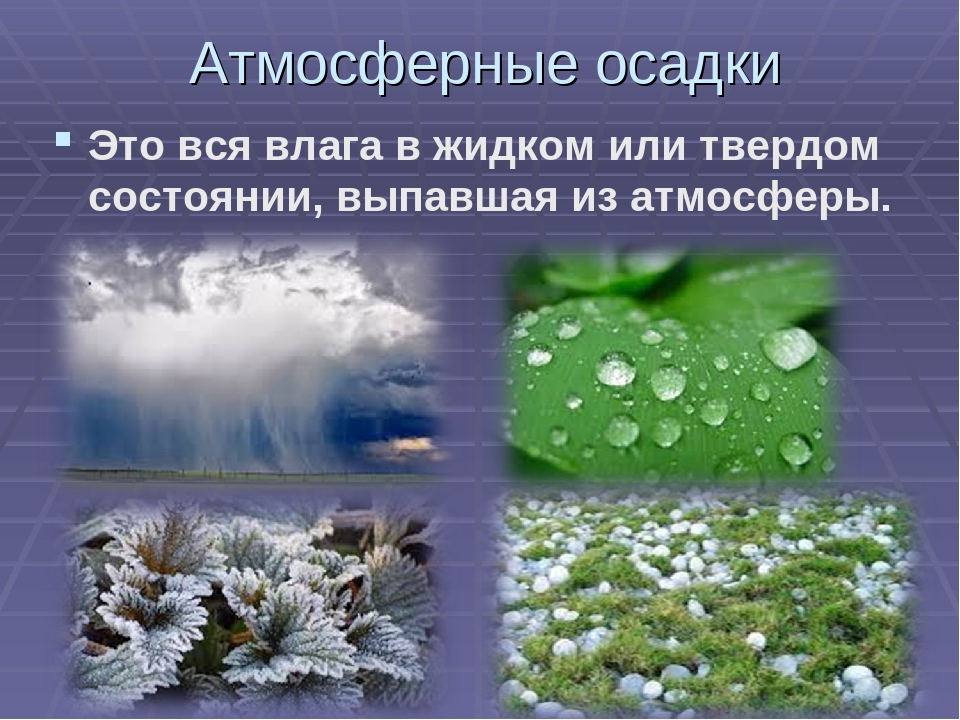 Атмосферные осадки
Это вся влага в жидком или твердом
состоянии, выпавшая из атмосферы.